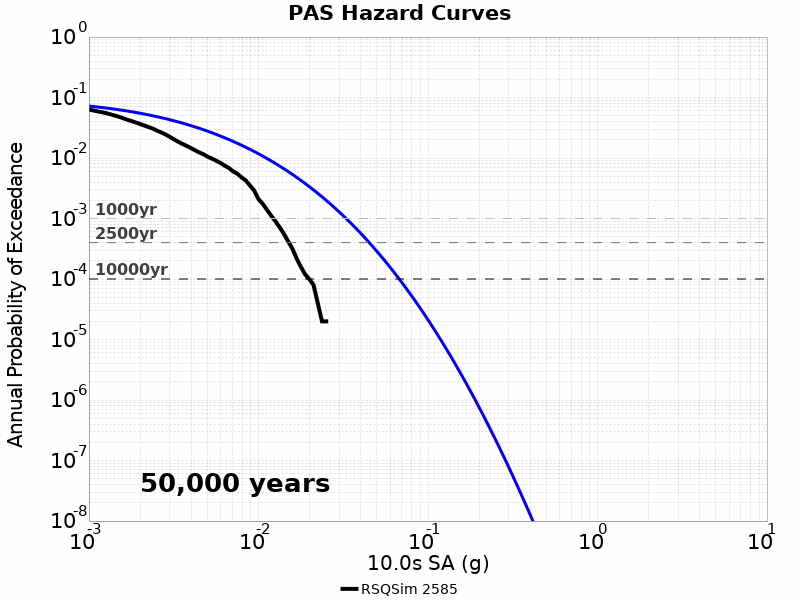 PAS Hazard Curves
Annual Probability of Exceedance
10^0
10^-1
10^-2
10^-3
10^-4
10^-5
10^-6
10^-7
10^-8
1000yr
2500yr
10000yr
50,000 years
10^-3 10^-2 10^-1 10^0 10^1
10.0s SA (g)
RSQSim 2585